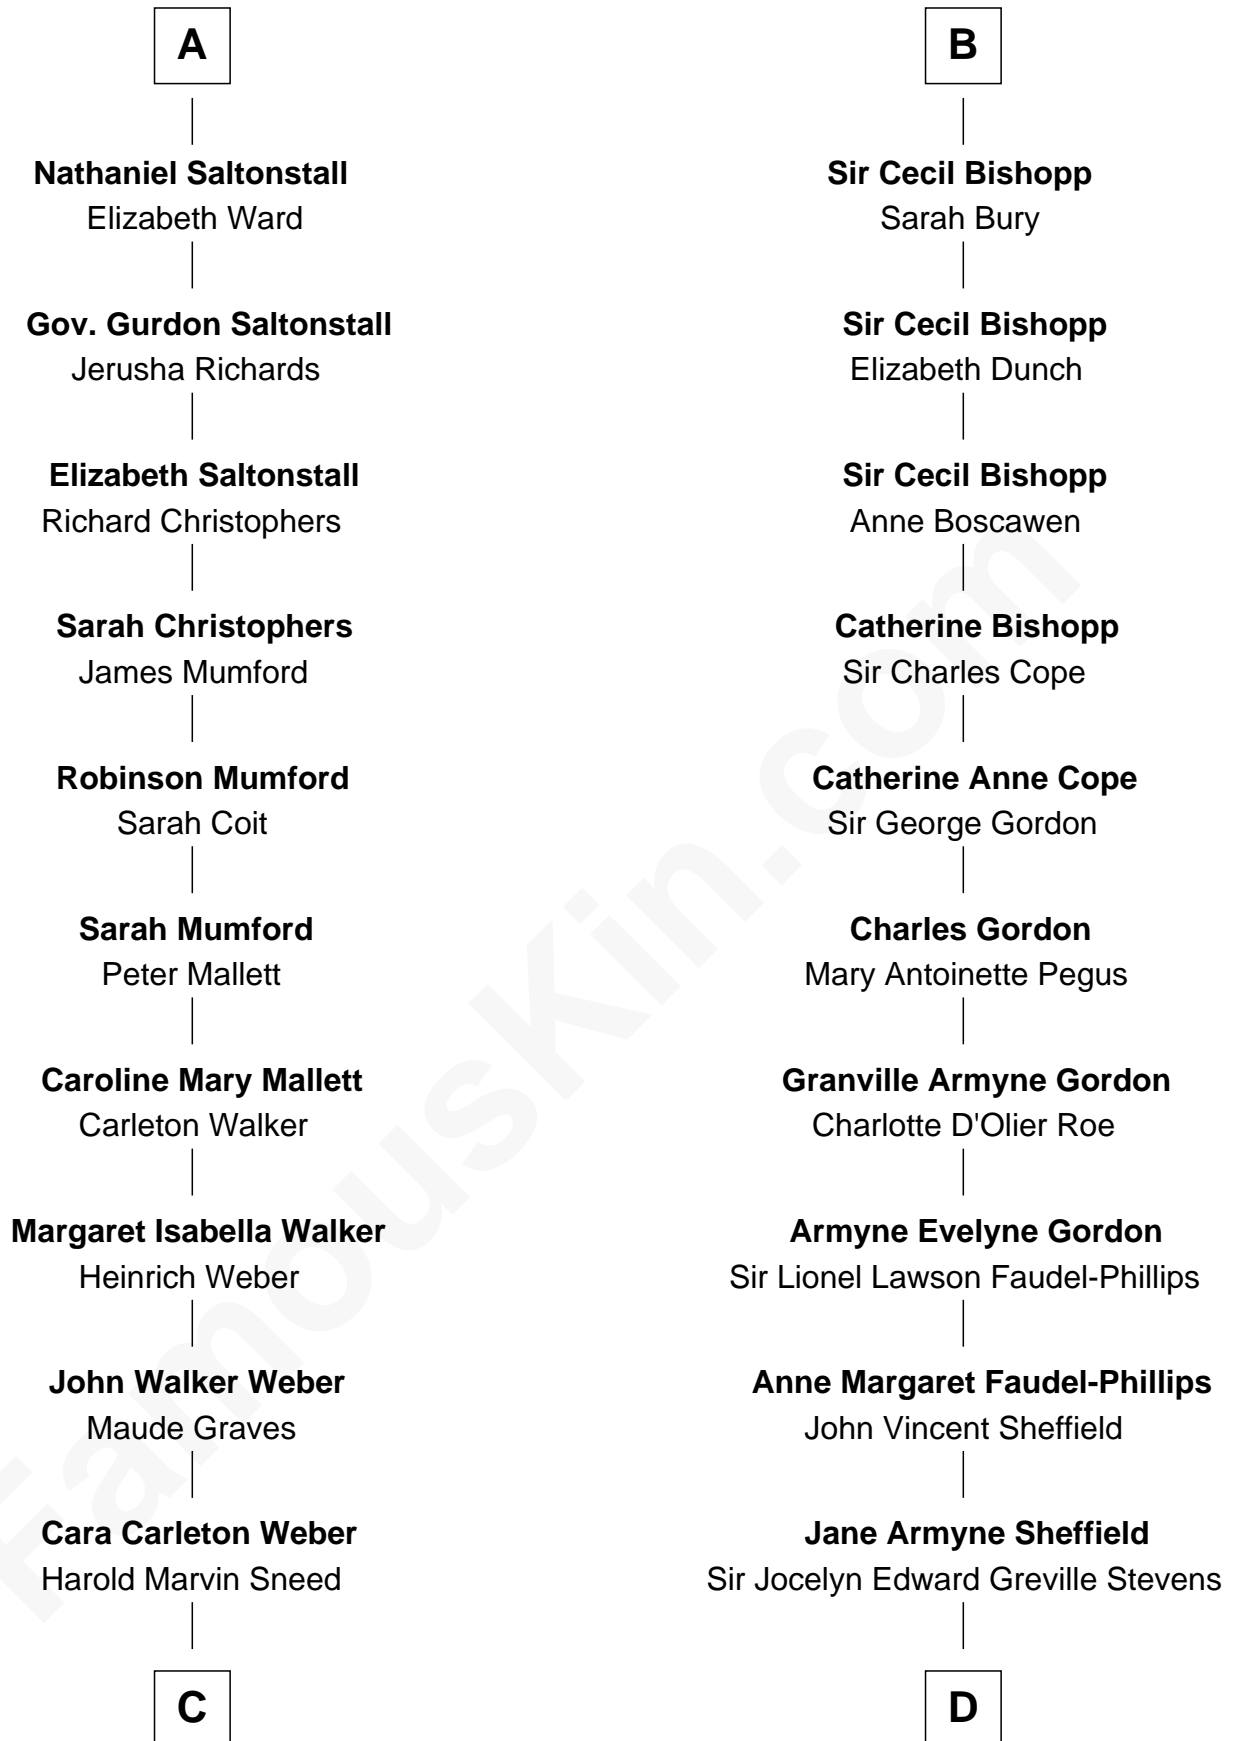 A
Nathaniel Saltonstall
Elizabeth Ward
Gov. Gurdon Saltonstall
Jerusha Richards
Elizabeth Saltonstall
Richard Christophers
Sarah Christophers
James Mumford
Robinson Mumford
Sarah Coit
Sarah Mumford
Peter Mallett
Caroline Mary Mallett
Carleton Walker
Margaret Isabella Walker
Heinrich Weber
John Walker Weber
Maude Graves
Cara Carleton Weber
Harold Marvin Sneed
C
B
Sir Cecil Bishopp
Sarah Bury
Sir Cecil Bishopp
Elizabeth Dunch
Sir Cecil Bishopp
Anne Boscawen
Catherine Bishopp
Sir Charles Cope
Catherine Anne Cope
Sir George Gordon
Charles Gordon
Mary Antoinette Pegus
Granville Armyne Gordon
Charlotte D'Olier Roe
Armyne Evelyne Gordon
Sir Lionel Lawson Faudel-Phillips
Anne Margaret Faudel-Phillips
John Vincent Sheffield
Jane Armyne Sheffield
Sir Jocelyn Edward Greville Stevens
D
FamousKin.com